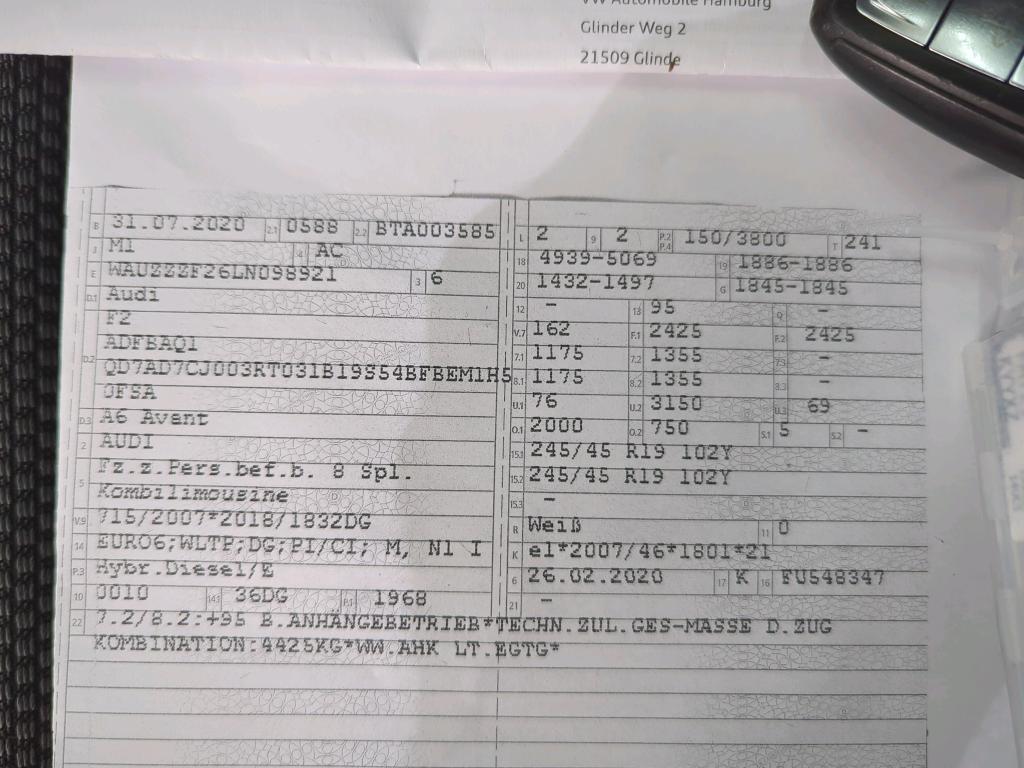 VW Automobile Hamburg
Glinder Weg 2
21509 Glinde
B 31.07.2020 2.1 0588 2.2 BTA003585
J M1 4 AC
E WAUZZZF26LN098921 3 6
D.1 Audi
F2
D.2 ADFBAQ1
QD7AD7CJ003RT031B19S54BFBEM1H5
0FSA
D.3 A6 Avant
2 AUDI
5 Fz.z.Pers.bef.b. 8 Spl.
Kombilimousine
V.9 715/2007*2018/1832DG
14 EURO6;WLTP;DG;PI/CI; M, N1 I
P.3 Hybr.Diesel/E
10 0010 14.1 36DG P.1 1968
L 2 9 2 P.2 P.4 150/3800 T 241
18 4939-5069 19 1886-1886
20 1432-1497 G 1845-1845
12 - 13 95 Q -
V.7 162 F.1 2425 F.2 2425
7.1 1175 7.2 1355 7.3 -
8.1 1175 8.2 1355 8.3 -
U.1 76 U.2 3150 U.3 69
O.1 2000 O.2 750 S.1 5 S.2 -
15.1 245/45 R19 102Y
15.2 245/45 R19 102Y
15.3 -
R Weiß 11 0
K e1*2007/46*1801*21
6 26.02.2020 17 K 16 FU548347
21 -
22 7.2/8.2:+95 B.ANHÄNGEBETRIEB*TECHN.ZUL.GES-MASSE D.ZUG
KOMBINATION:4425KG*WW.AHK LT.EGTG*